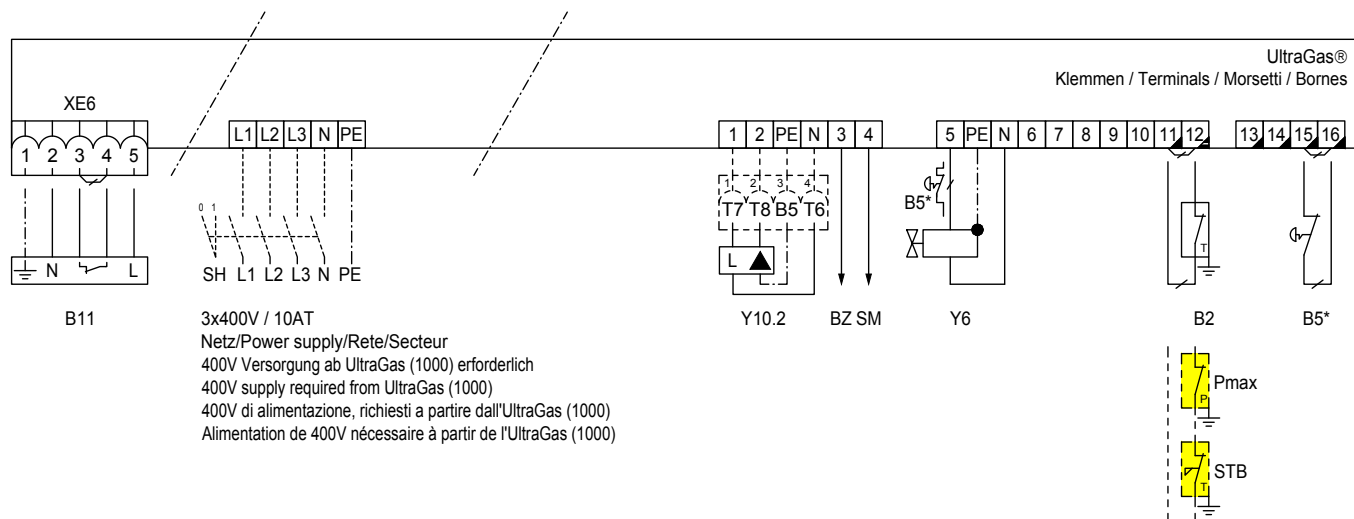 UltraGas®
Klemmen / Terminals / Morsetti / Bornes
XE6
L1 L2 L3 N PE
1 2 PE N 3 4
5 PE N 6 7 8 9 10 11 12
13 14 15 16
1 2 3 4 5
1 2 3 4
T7 T8 B5 T6
B5*
0 1
N L
SH L1 L2 L3 N PE
L
T
B11
3x400V / 10AT
Y10.2
BZ SM
Y6
B2
B5*
Netz/Power supply/Rete/Secteur
400V Versorgung ab UltraGas (1000) erforderlich
400V supply required from UltraGas (1000)
400V di alimentazione, richiesti a partire dall'UltraGas (1000)
Alimentation de 400V nécessaire à partir de l'UltraGas (1000)
Pmax
P
STB
T